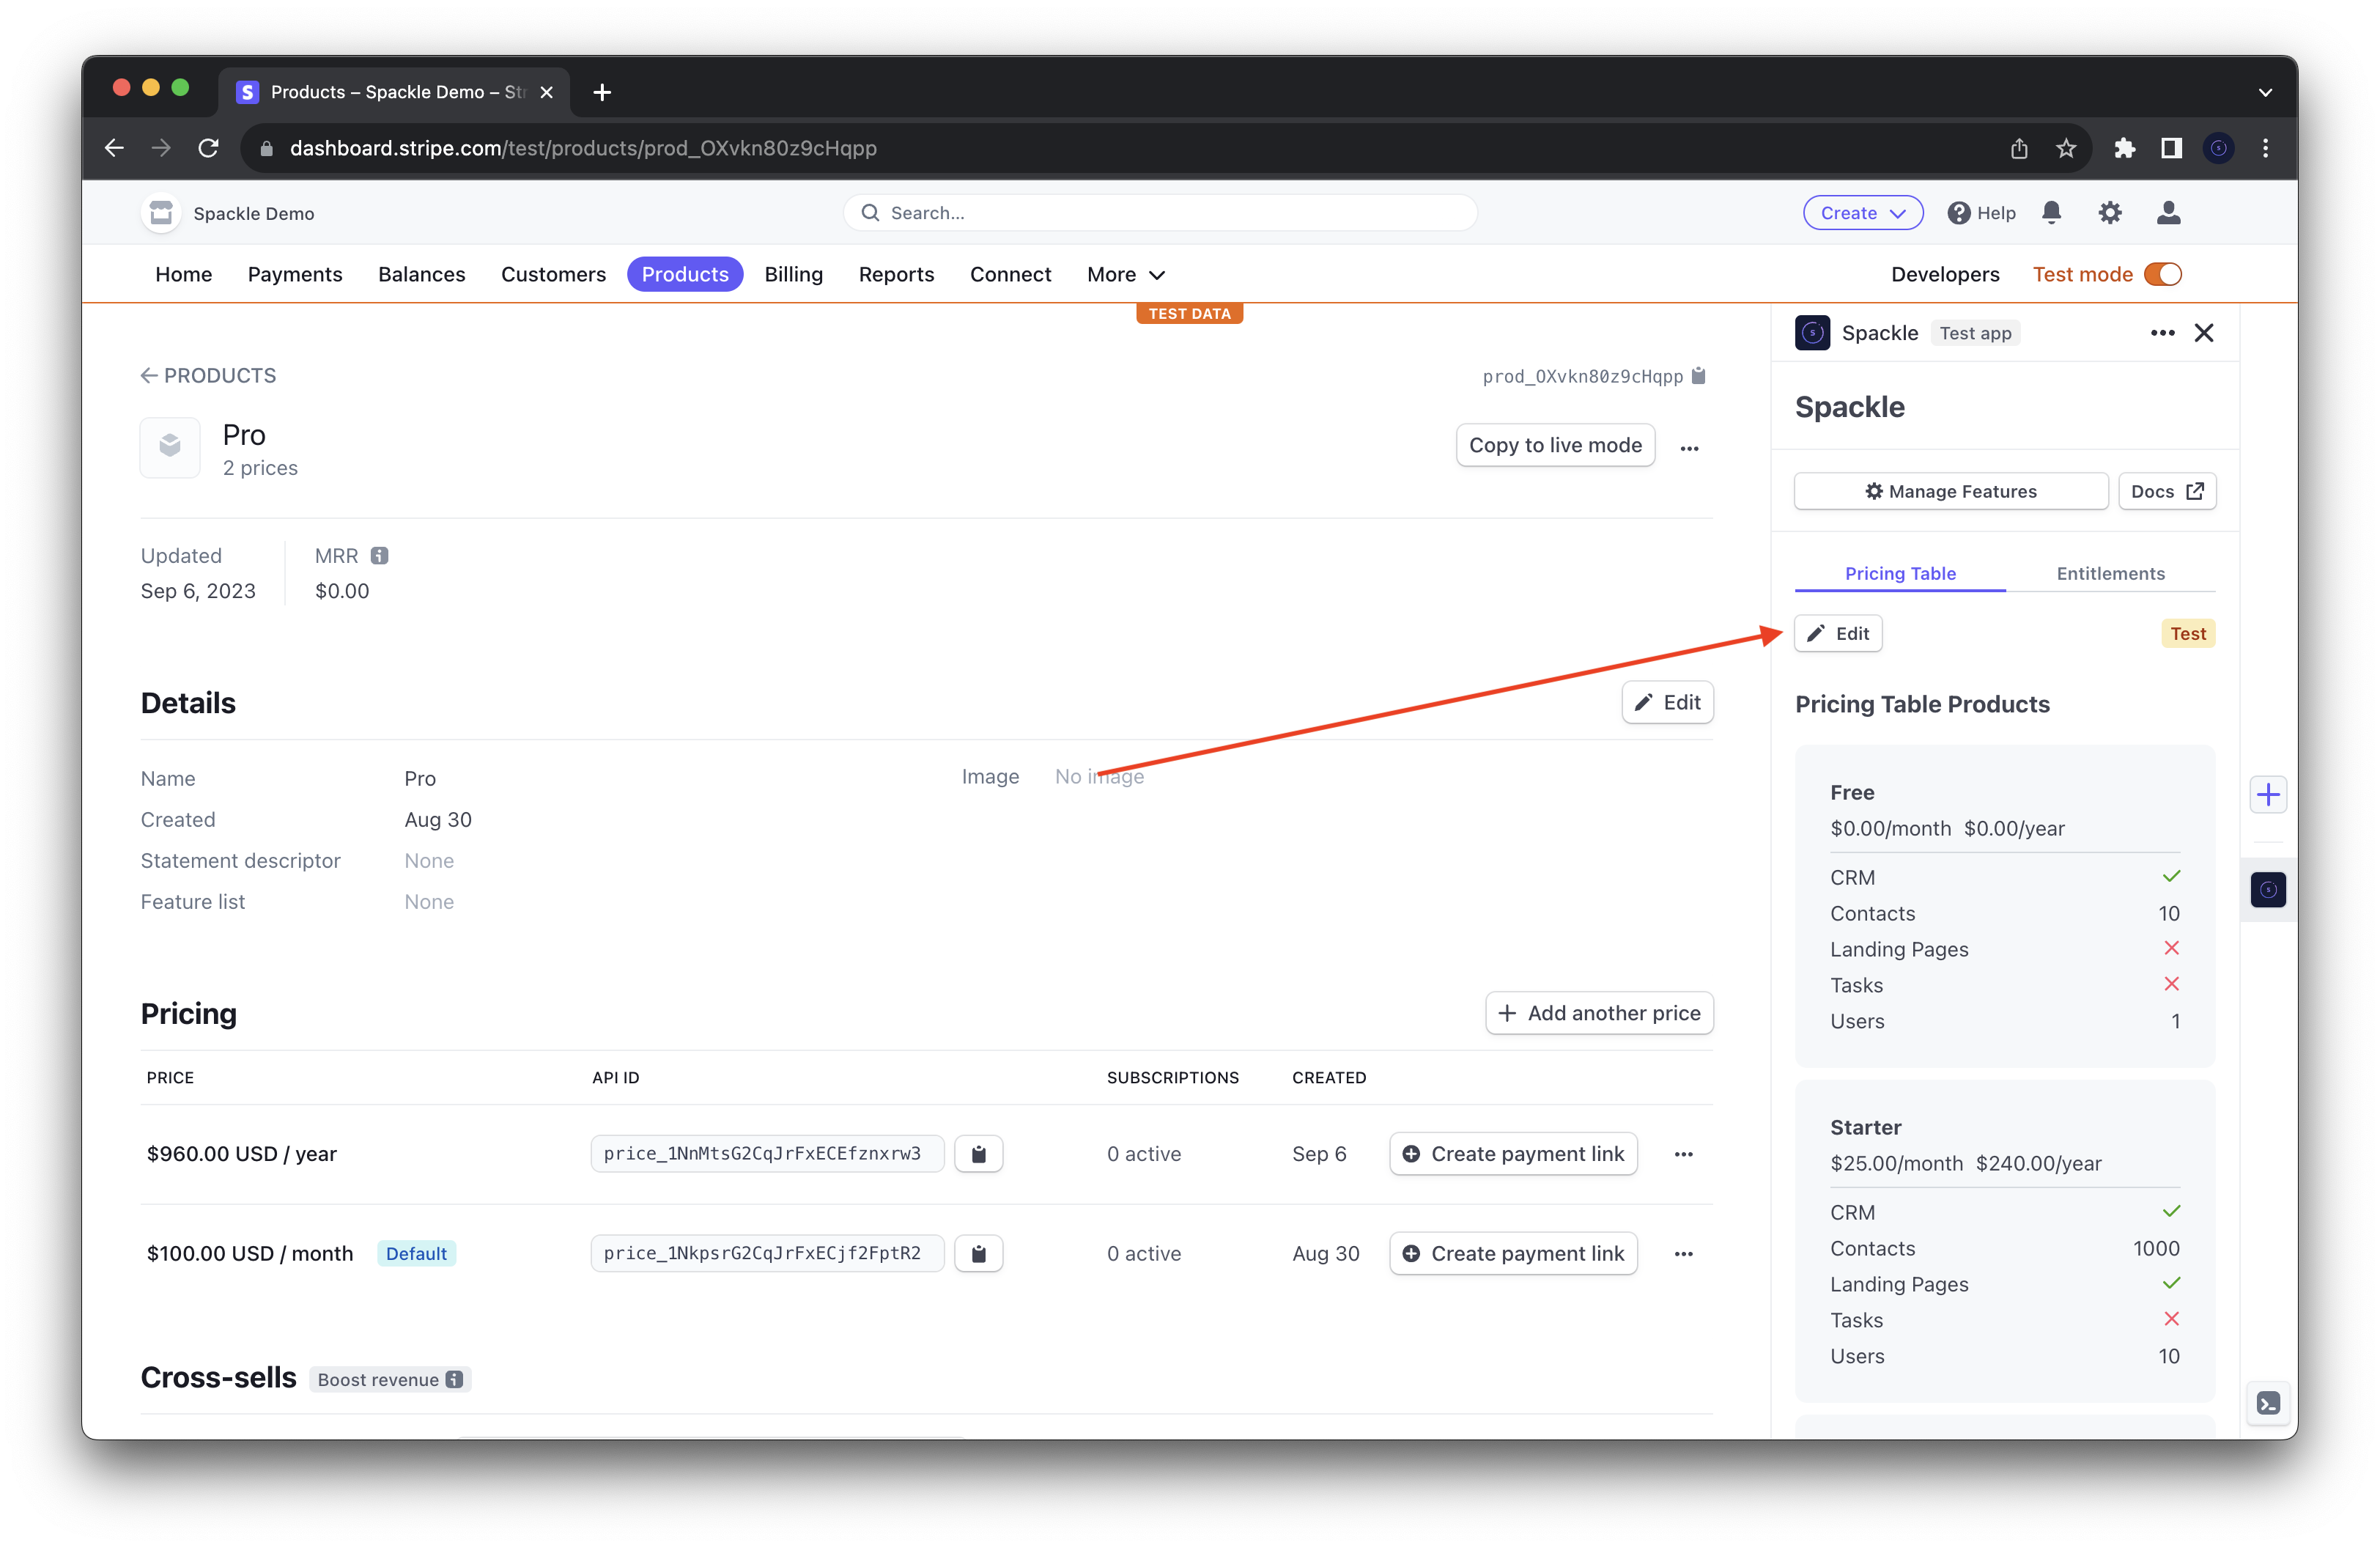 Products – Spackle Demo – St
dashboard.stripe.com/test/products/prod_OXvkn80z9cHqpp
Spackle Demo
Search...
Create
Help
Home Payments Balances Customers Products Billing Reports Connect More
Developers Test mode
TEST DATA
PRODUCTS
prod_OXvkn80z9cHqpp
Pro
2 prices
Copy to live mode
Updated
Sep 6, 2023
MRR
$0.00
Details
Edit
Name Pro
Created Aug 30
Statement descriptor None
Feature list None
Image No image
Pricing
Add another price
PRICE API ID SUBSCRIPTIONS CREATED
$960.00 USD / year price_1NnMtsG2CqJrFxECEfznxrw3 0 active Sep 6 Create payment link
$100.00 USD / month Default price_1NkpsrG2CqJrFxECjf2FptR2 0 active Aug 30 Create payment link
Cross-sells Boost revenue
Spackle Test app
Spackle
Manage Features
Docs
Pricing Table Entitlements
Edit
Test
Pricing Table Products
Free
$0.00/month $0.00/year
CRM
Contacts 10
Landing Pages
Tasks
Users 1
Starter
$25.00/month $240.00/year
CRM
Contacts 1000
Landing Pages
Tasks
Users 10